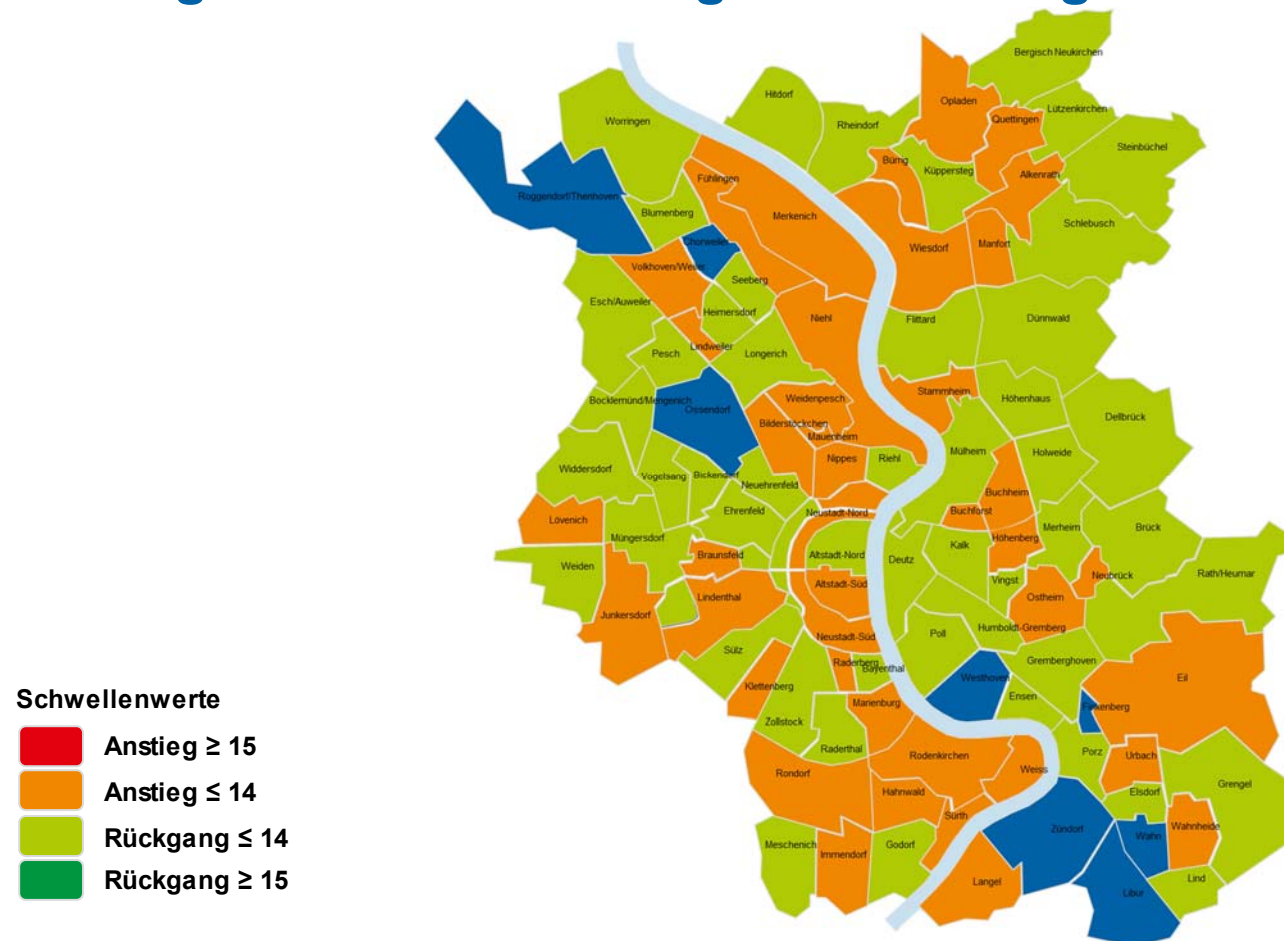 Schwellenwerte
Anstieg ≥ 15
Anstieg ≤ 14
Rückgang ≤ 14
Rückgang ≥ 15
Bergisch Neukirchen
Hitdorf
Opladen
Lützenkirchen
Worringen
Rheindorf
Quettingen
Steinbüchel
Bürrig
Küppersteg
Alkenrath
Fühlingen
Roggendorf/Thenhoven
Blumenberg
Merkenich
Schlebusch
Chorweiler
Wiesdorf
Manfort
Volkhoven/Weiler
Seeberg
Esch/Auweiler
Heimersdorf
Niehl
Flittard
Dünnwald
Lindweiler
Pesch
Longerich
Stammheim
Bocklemünd/Mengenich
Ossendorf
Weidenpesch
Höhenhaus
Dellbrück
Bilderstöckchen
Mauenheim
Nippes
Riehl
Mülheim
Holweide
Widdersdorf
Vogelsang
Bickendorf
Neuehrenfeld
Buchheim
Lövenich
Ehrenfeld
Neustadt-Nord
Buchforst
Merheim
Brück
Müngersdorf
Höhenberg
Kalk
Braunsfeld
Altstadt-Nord
Deutz
Weiden
Vingst
Neubrück
Rath/Heumar
Altstadt-Süd
Lindenthal
Ostheim
Junkersdorf
Humboldt-Gremberg
Neustadt-Süd
Poll
Sülz
Raderberg
Bayenthal
Gremberghoven
Westhoven
Eil
Klettenberg
Marienburg
Ensen
Finkenberg
Zollstock
Raderthal
Porz
Urbach
Rodenkirchen
Rondorf
Weiss
Grengel
Hahnwald
Elsdorf
Sürth
Zündorf
Wahn
Wahnheide
Meschenich
Immendorf
Godorf
Langel
Libur
Lind